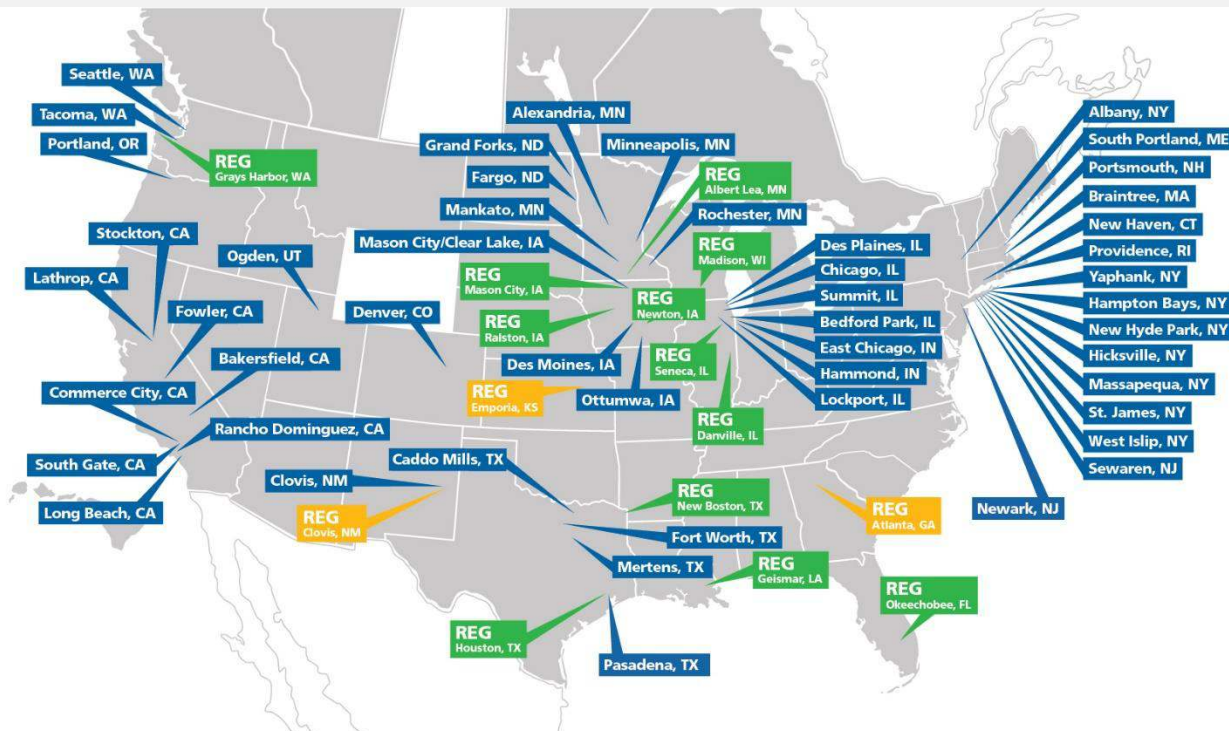 Seattle, WA
Tacoma, WA
Portland, OR
REG
Grays Harbor, WA
Stockton, CA
Lathrop, CA
Ogden, UT
Fowler, CA
Bakersfield, CA
Commerce City, CA
Rancho Dominguez, CA
South Gate, CA
Long Beach, CA
Denver, CO
Clovis, NM
REG
Clovis, NM
Alexandria, MN
Grand Forks, ND
Minneapolis, MN
Fargo, ND
REG
Albert Lea, MN
Mankato, MN
Rochester, MN
Mason City/Clear Lake, IA
REG
Madison, WI
REG
Mason City, IA
REG
Newton, IA
REG
Ralston, IA
Des Moines, IA
REG
Seneca, IL
REG
Emporia, KS
Ottumwa, IA
REG
Danville, IL
Des Plaines, IL
Chicago, IL
Summit, IL
Bedford Park, IL
East Chicago, IN
Hammond, IN
Lockport, IL
Caddo Mills, TX
REG
New Boston, TX
Fort Worth, TX
Mertens, TX
REG
Geismar, LA
REG
Houston, TX
Pasadena, TX
REG
Atlanta, GA
REG
Okeechobee, FL
Albany, NY
South Portland, ME
Portsmouth, NH
Braintree, MA
New Haven, CT
Providence, RI
Yaphank, NY
Hampton Bays, NY
New Hyde Park, NY
Hicksville, NY
Massapequa, NY
St. James, NY
West Islip, NY
Sewaren, NJ
Newark, NJ